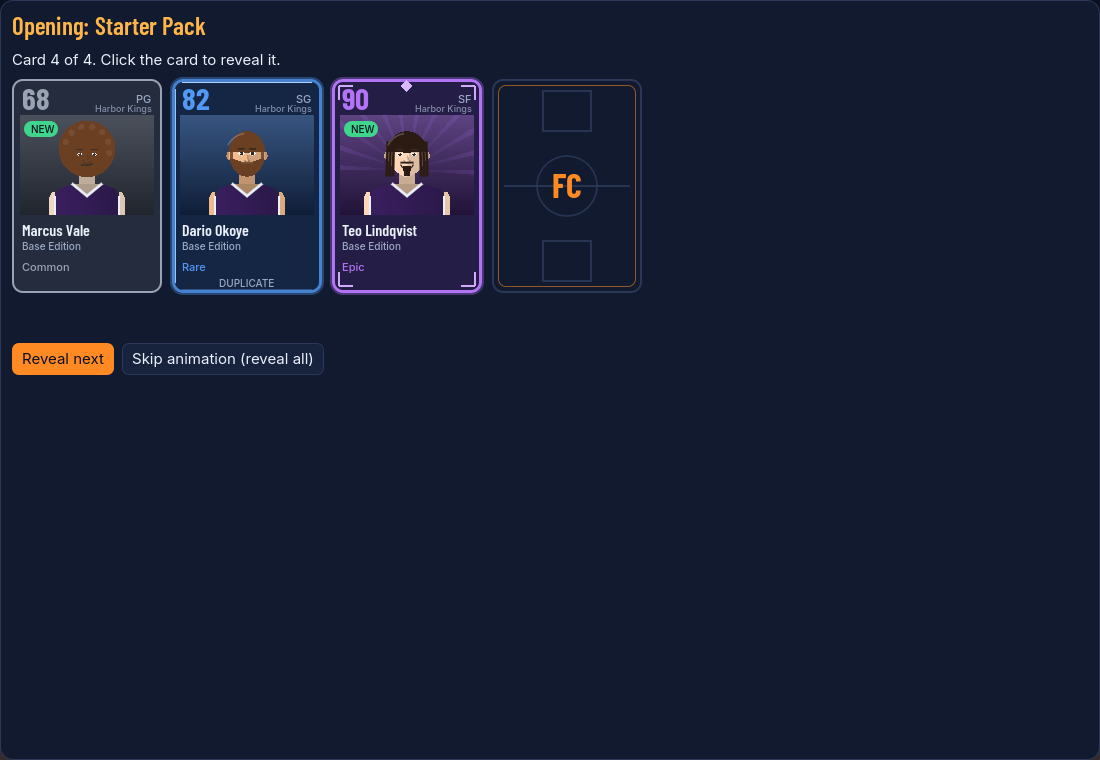 Opening: Starter Pack
Card 4 of 4. Click the card to reveal it.
68
PG
Harbor Kings
NEW
Marcus Vale
Base Edition
Common
82
SG
Harbor Kings
Dario Okoye
Base Edition
Rare
DUPLICATE
90
SF
Harbor Kings
NEW
Teo Lindqvist
Base Edition
Epic
FC
Reveal next
Skip animation (reveal all)